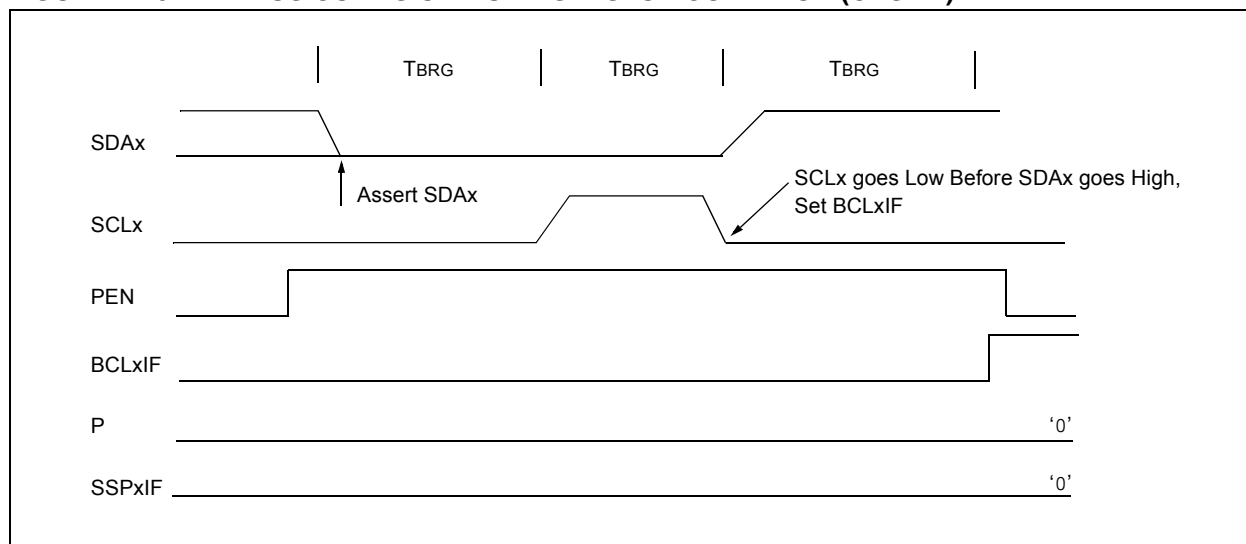 TBRG TBRG TBRG
SDAx
Assert SDAx
SCLx goes Low Before SDAx goes High,
Set BCLxIF
SCLx
PEN
BCLxIF
P '0'
SSPxIF '0'